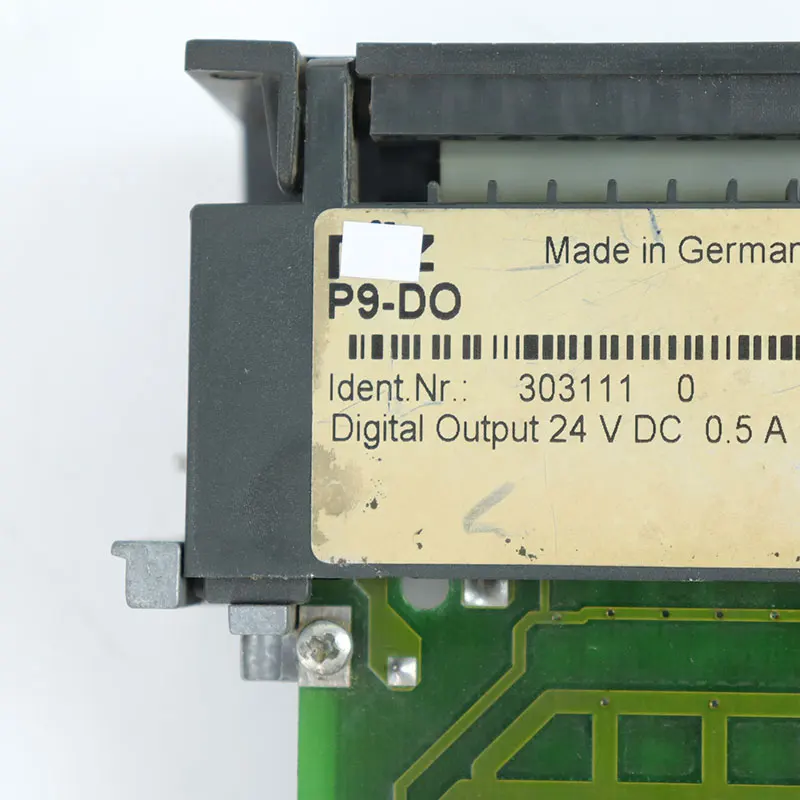 Made in German
P9-DO
Ident.Nr.: 303111 0
Digital Output 24 V DC 0.5 A